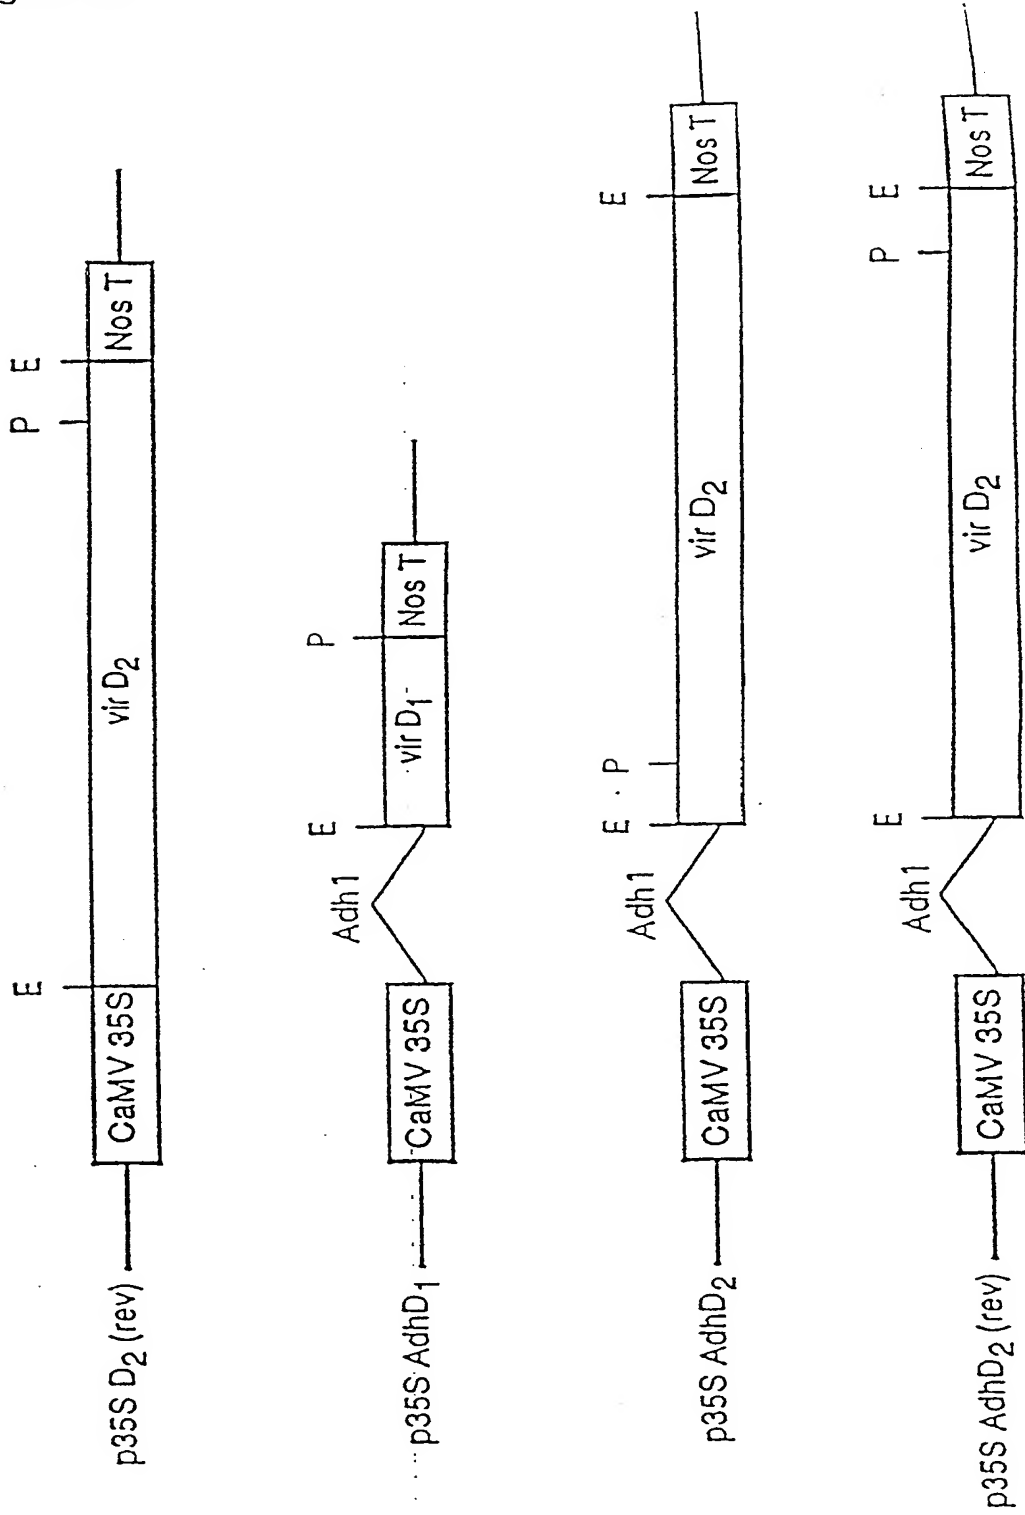 E P E
p35S D2 (rev) CaMV 35S vir D2 Nos T
Adh1 E P
p35S AdhD1 CaMV 35S vir D1 Nos T
Adh1 E P E
p35S AdhD2 CaMV 35S vir D2 Nos T
Adh1 E P E
p35S AdhD2 (rev) CaMV 35S vir D2 Nos T